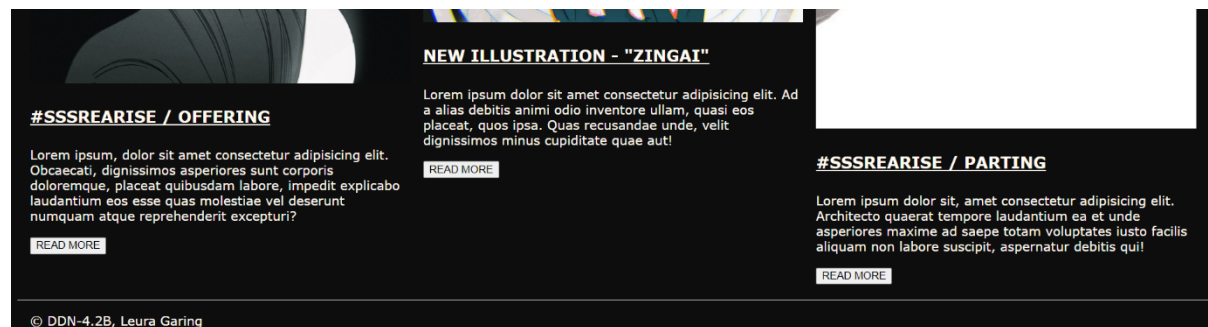 #SSSREARISE / OFFERING
Lorem ipsum, dolor sit amet consectetur adipisicing elit.
Obcaecati, dignissimos asperiores sunt corporis
doloremque, placeat quibusdam labore, impedit explicabo
laudantium eos esse quas molestiae vel deserunt
numquam atque reprehenderit excepturi?
READ MORE
NEW ILLUSTRATION - "ZINGAI"
Lorem ipsum dolor sit amet consectetur adipisicing elit. Ad
a alias debitis animi odio inventore ullam, quasi eos
placeat, quos ipsa. Quas recusandae unde, velit
dignissimos minus cupiditate quae aut!
READ MORE
#SSSREARISE / PARTING
Lorem ipsum dolor sit, amet consectetur adipisicing elit.
Architecto quaerat tempore laudantium ea et unde
asperiores maxime ad saepe totam voluptates iusto facilis
aliquam non labore suscipit, aspernatur debitis qui!
READ MORE
© DDN-4.2B, Leura Garing